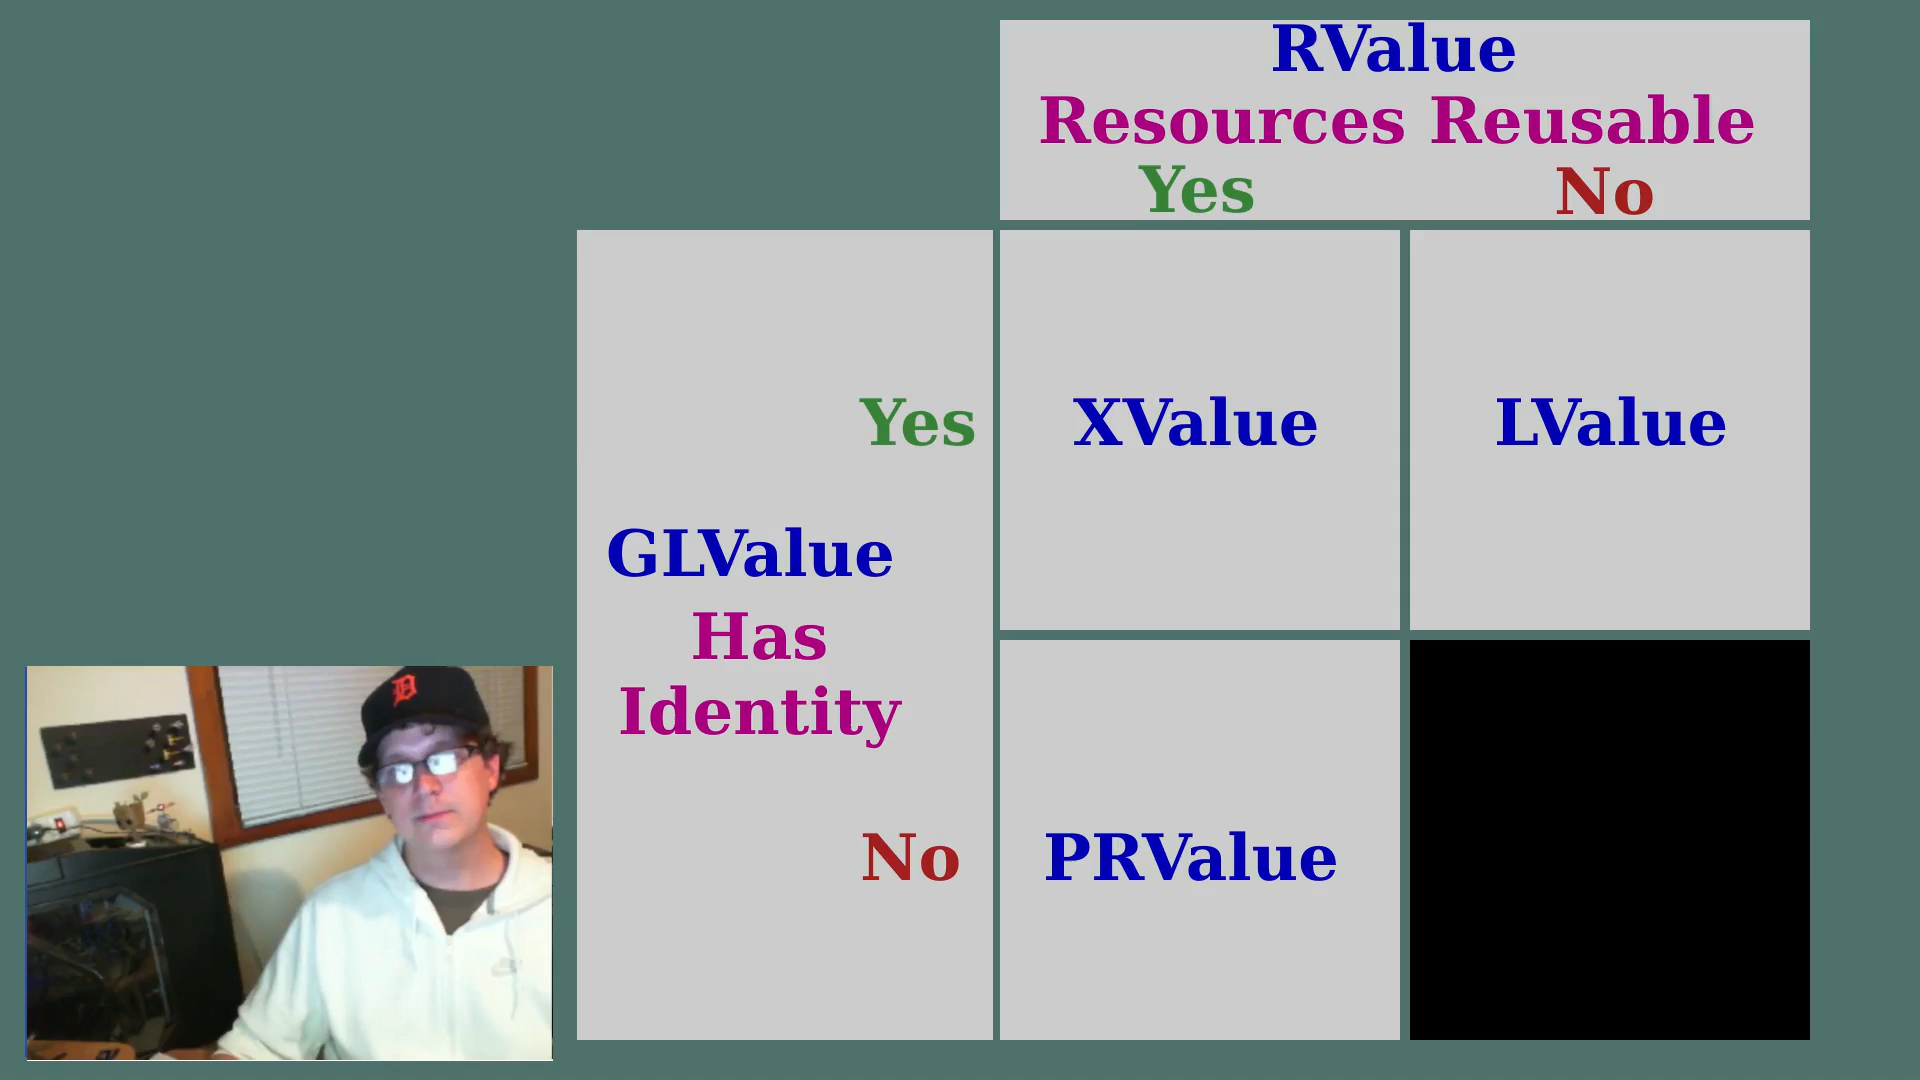 RValue
Resources Reusable
Yes No
Yes XValue LValue
GLValue
Has
Identity
No PRValue
D